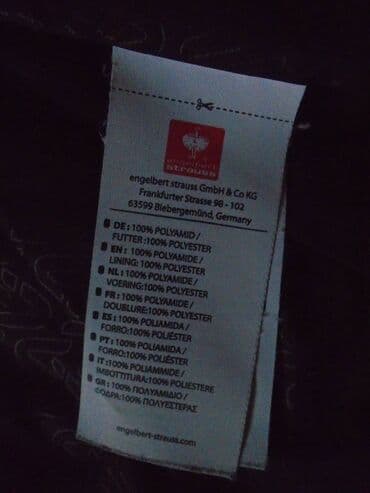 engelbert
strauss
engelbert strauss GmbH & Co KG
Frankfurter Strasse 98 - 102
63599 Biebergemünd, Germany
DE : 100% POLYAMID /
FUTTER :100% POLYESTER
EN : 100% POLYAMIDE /
LINING: 100% POLYESTER
NL : 100% POLYAMIDE /
VOERING:100% POLYESTER
FR : 100% POLYAMIDE /
DOUBLURE:100% POLYESTER
ES : 100% POLIAMIDA /
FORRO:100% POLIÉSTER
PT : 100% POLIAMIDA /
FORRO:100% POLIÉSTER
IT :100% POLIAMMIDE /
IMBOTTITURA:100% POLIESTERE
GR : 100% ΠΟΛΥΑΜΙΔΙΟ /
ΦΟΔΡΑ:100% ΠΟΛΥΕΣΤΕΡΑΣ
engelbert-strauss.com